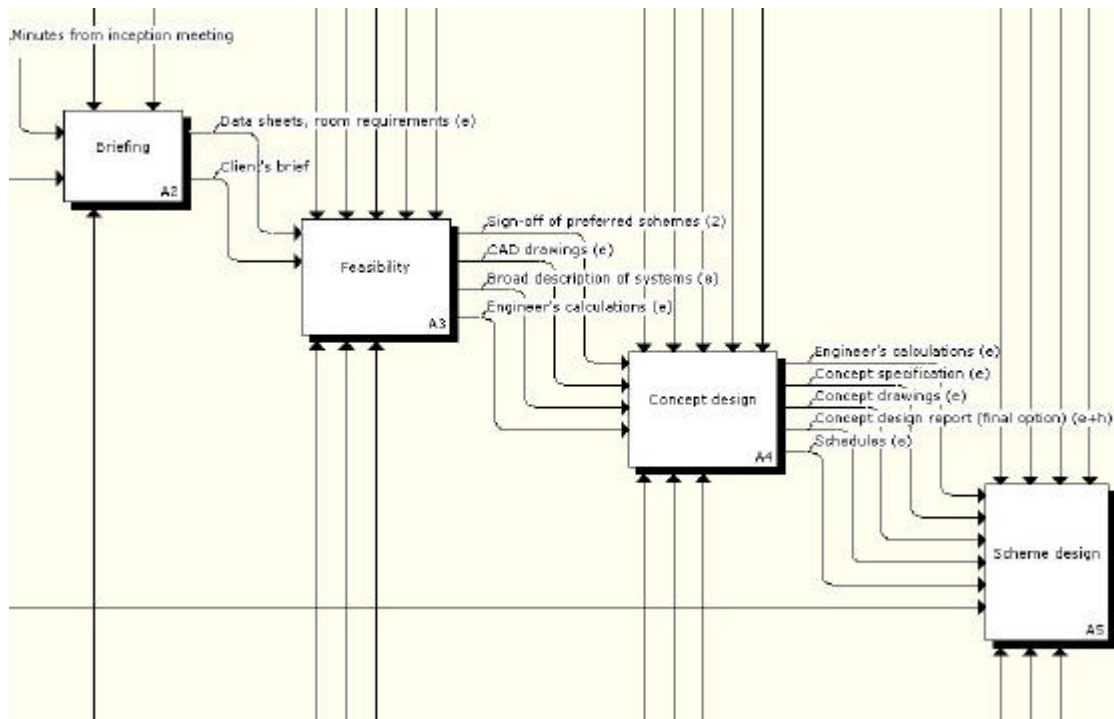 Minutes from inception meeting
Briefing
A2
Data sheets, room requirements (e)
Client's brief
Feasibility
A3
Sign-off of preferred schemes (2)
CAD drawings (e)
Broad description of systems (e)
Engineer's calculations (e)
Concept design
A4
Engineer's calculations (e)
Concept specification (e)
Concept drawings (e)
Concept design report (final option) (e+h)
Schedules (e)
Scheme design
A5